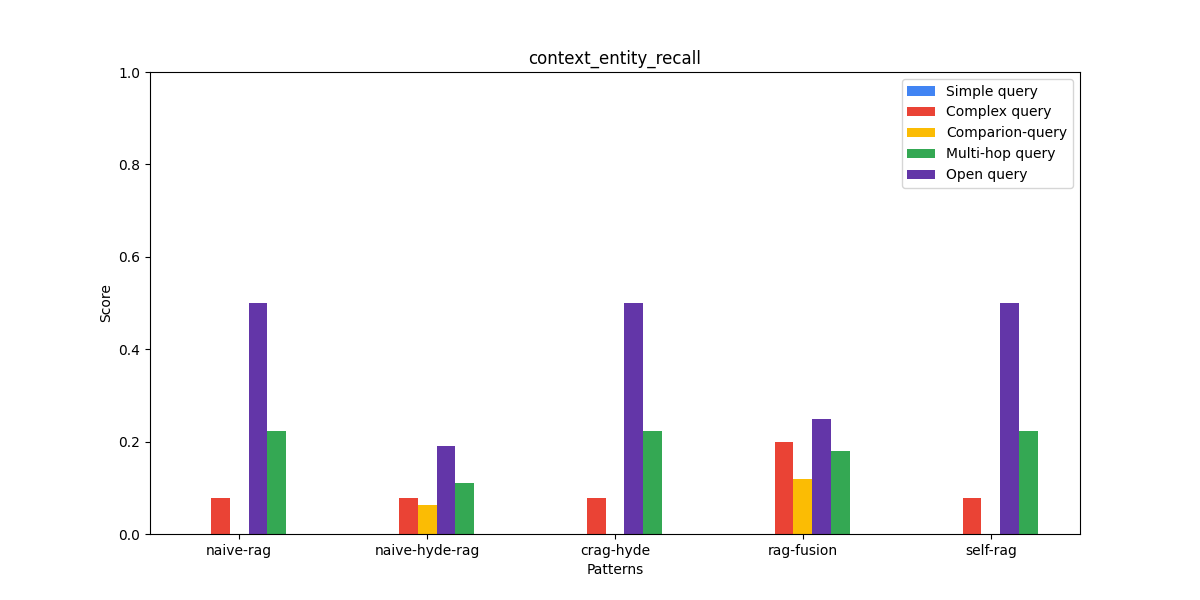 context_entity_recall
1.0
0.8
0.6
0.4
0.2
0.0
Score
Simple query
Complex query
Comparion-query
Multi-hop query
Open query
naive-rag
naive-hyde-rag
crag-hyde
rag-fusion
self-rag
Patterns